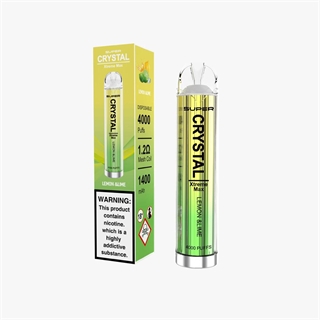 CRYSTAL
Xtreme Max
DISPOSABLE
4000
Puffs
1.2Ω
Mesh Coil
1400
mAh
LEMON &LIME
WARNING:
This product
contains
nicotine.
which is a
highly
addictive
substance.
SUPER
CRYSTAL
Xtreme
Max
LEMON &LIME
4000 PUFFS